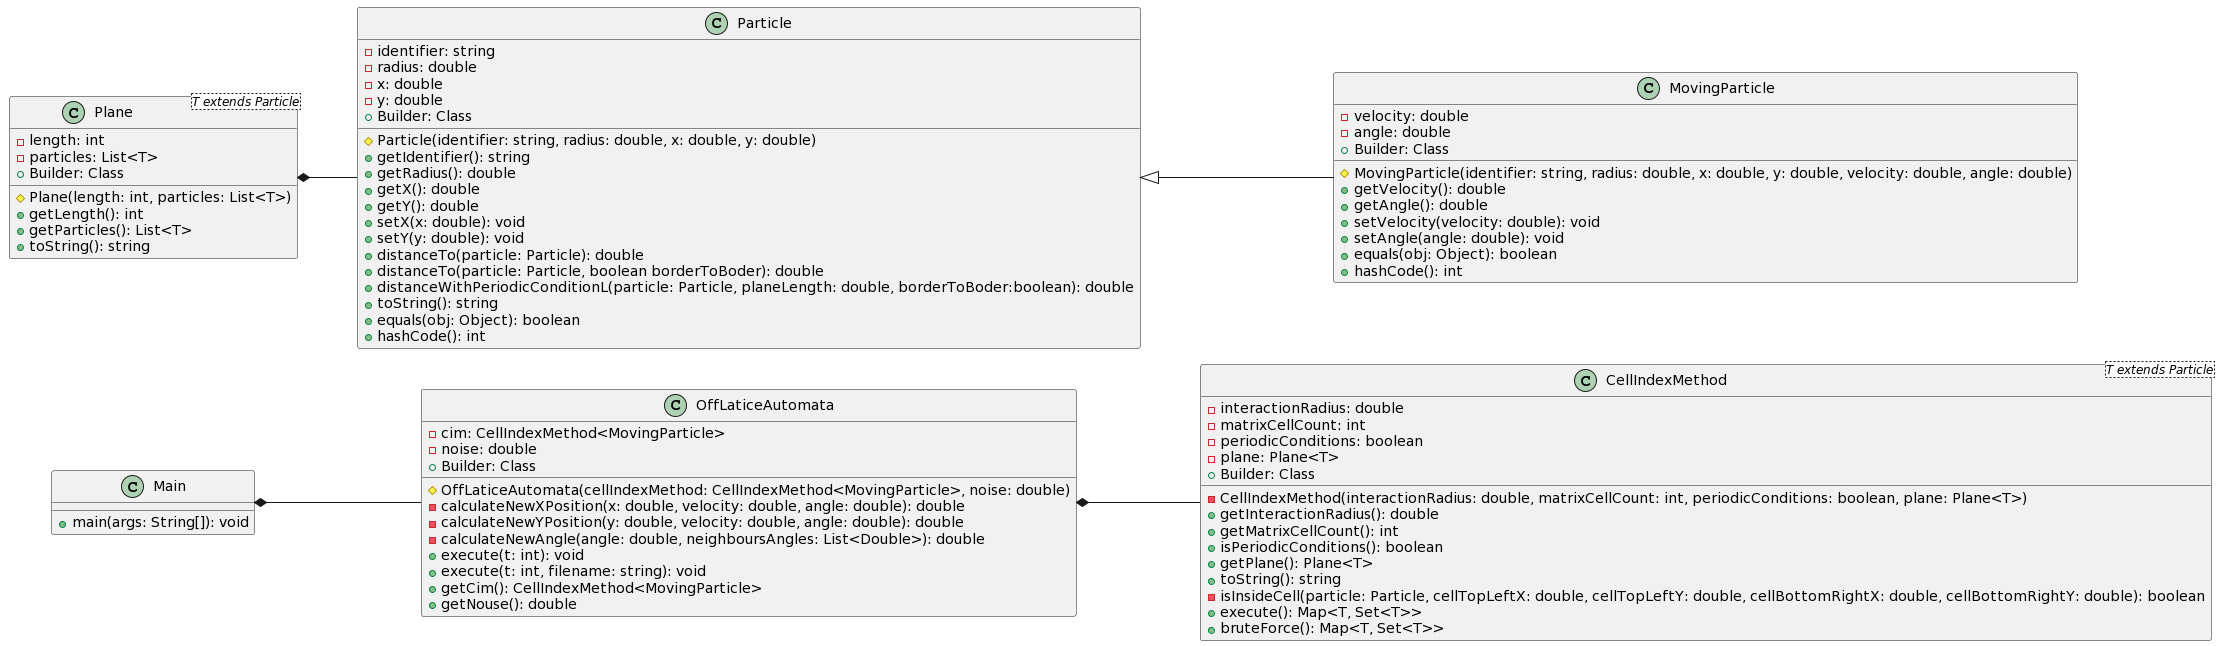 Plane
T extends Particle
length: int
particles: List<T>
Builder: Class
Plane(length: int, particles: List<T>)
getLength(): int
getParticles(): List<T>
toString(): string
C Particle
identifier: string
radius: double
x: double
y: double
Builder: Class
Particle(identifier: string, radius: double, x: double, y: double)
getIdentifier(): string
getRadius(): double
getX(): double
getY(): double
setX(x: double): void
setY(y: double): void
distanceTo(particle: Particle): double
distanceTo(particle: Particle, boolean borderToBoder): double
distanceWithPeriodicConditionL(particle: Particle, planeLength: double, borderToBoder:boolean): double
toString(): string
equals(obj: Object): boolean
hashCode(): int
C MovingParticle
velocity: double
angle: double
Builder: Class
MovingParticle(identifier: string, radius: double, x: double, y: double, velocity: double, angle: double)
getVelocity(): double
getAngle(): double
setVelocity(velocity: double): void
setAngle(angle: double): void
equals(obj: Object): boolean
hashCode(): int
C Main
main(args: String[]): void
C OffLaticeAutomata
cim: CellIndexMethod<MovingParticle>
noise: double
Builder: Class
OffLaticeAutomata(cellIndexMethod: CellIndexMethod<MovingParticle>, noise: double)
calculateNewXPosition(x: double, velocity: double, angle: double): double
calculateNewYPosition(y: double, velocity: double, angle: double): double
calculateNewAngle(angle: double, neighboursAngles: List<Double>): double
execute(t: int): void
execute(t: int, filename: string): void
getCim(): CellIndexMethod<MovingParticle>
getNouse(): double
C CellIndexMethod
T extends Particle
interactionRadius: double
matrixCellCount: int
periodicConditions: boolean
plane: Plane<T>
Builder: Class
CellIndexMethod(interactionRadius: double, matrixCellCount: int, periodicConditions: boolean, plane: Plane<T>)
getInteractionRadius(): double
getMatrixCellCount(): int
isPeriodicConditions(): boolean
getPlane(): Plane<T>
toString(): string
isInsideCell(particle: Particle, cellTopLeftX: double, cellTopLeftY: double, cellBottomRightX: double, cellBottomRightY: double): boolean
execute(): Map<T, Set<T>>
bruteForce(): Map<T, Set<T>>